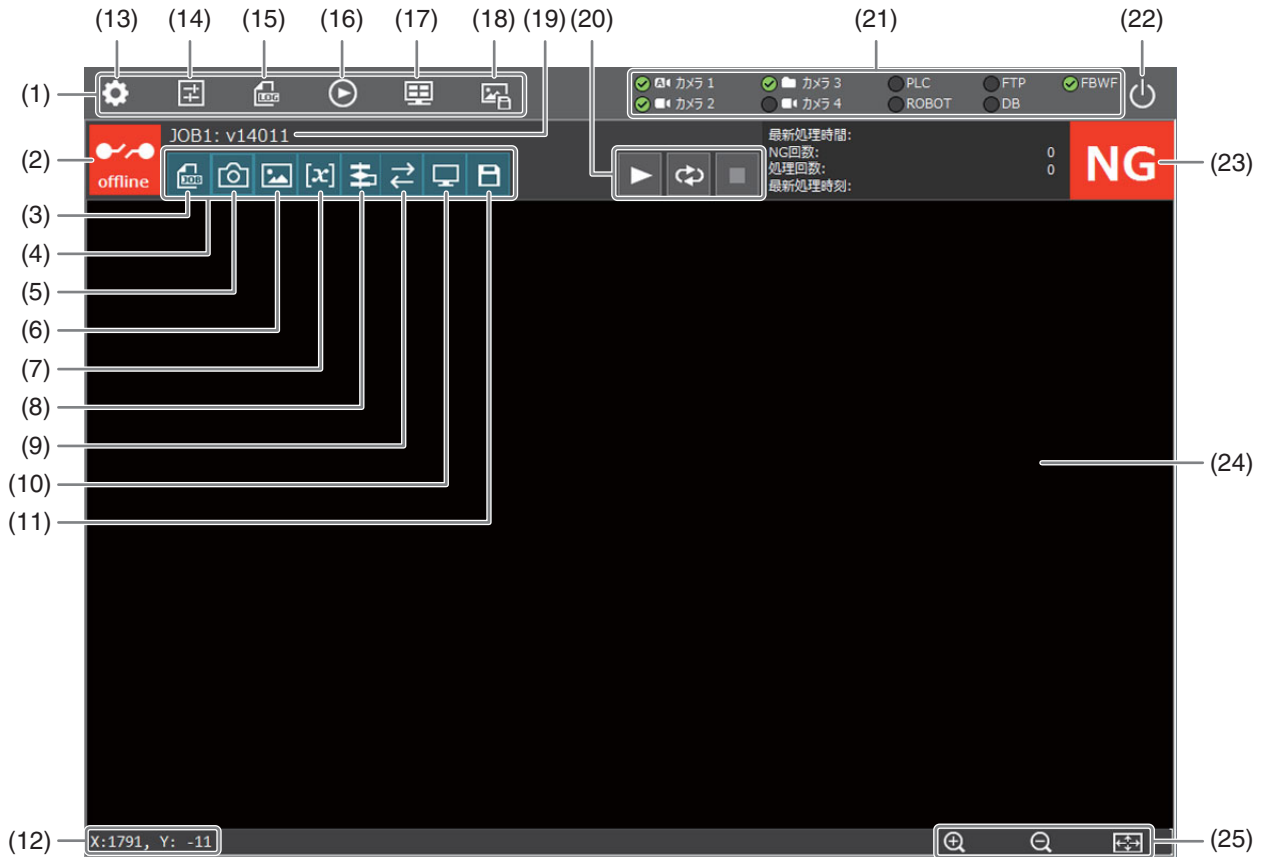 (13) (14) (15) (16) (17) (18) (19) (20) (21) (22)
(1)
LOG
カメラ 1 カメラ 3 PLC FTP FBWF
カメラ 2 カメラ 4 ROBOT DB
(2)
offline
JOB1: v14011
JOB
[x]
最新処理時間:
NG回数: 0
処理回数: 0
最新処理時刻:
NG
(23)
(3)
(4)
(5)
(6)
(7)
(8)
(9)
(10)
(11)
(24)
(12)
X:1791, Y: -11
(25)